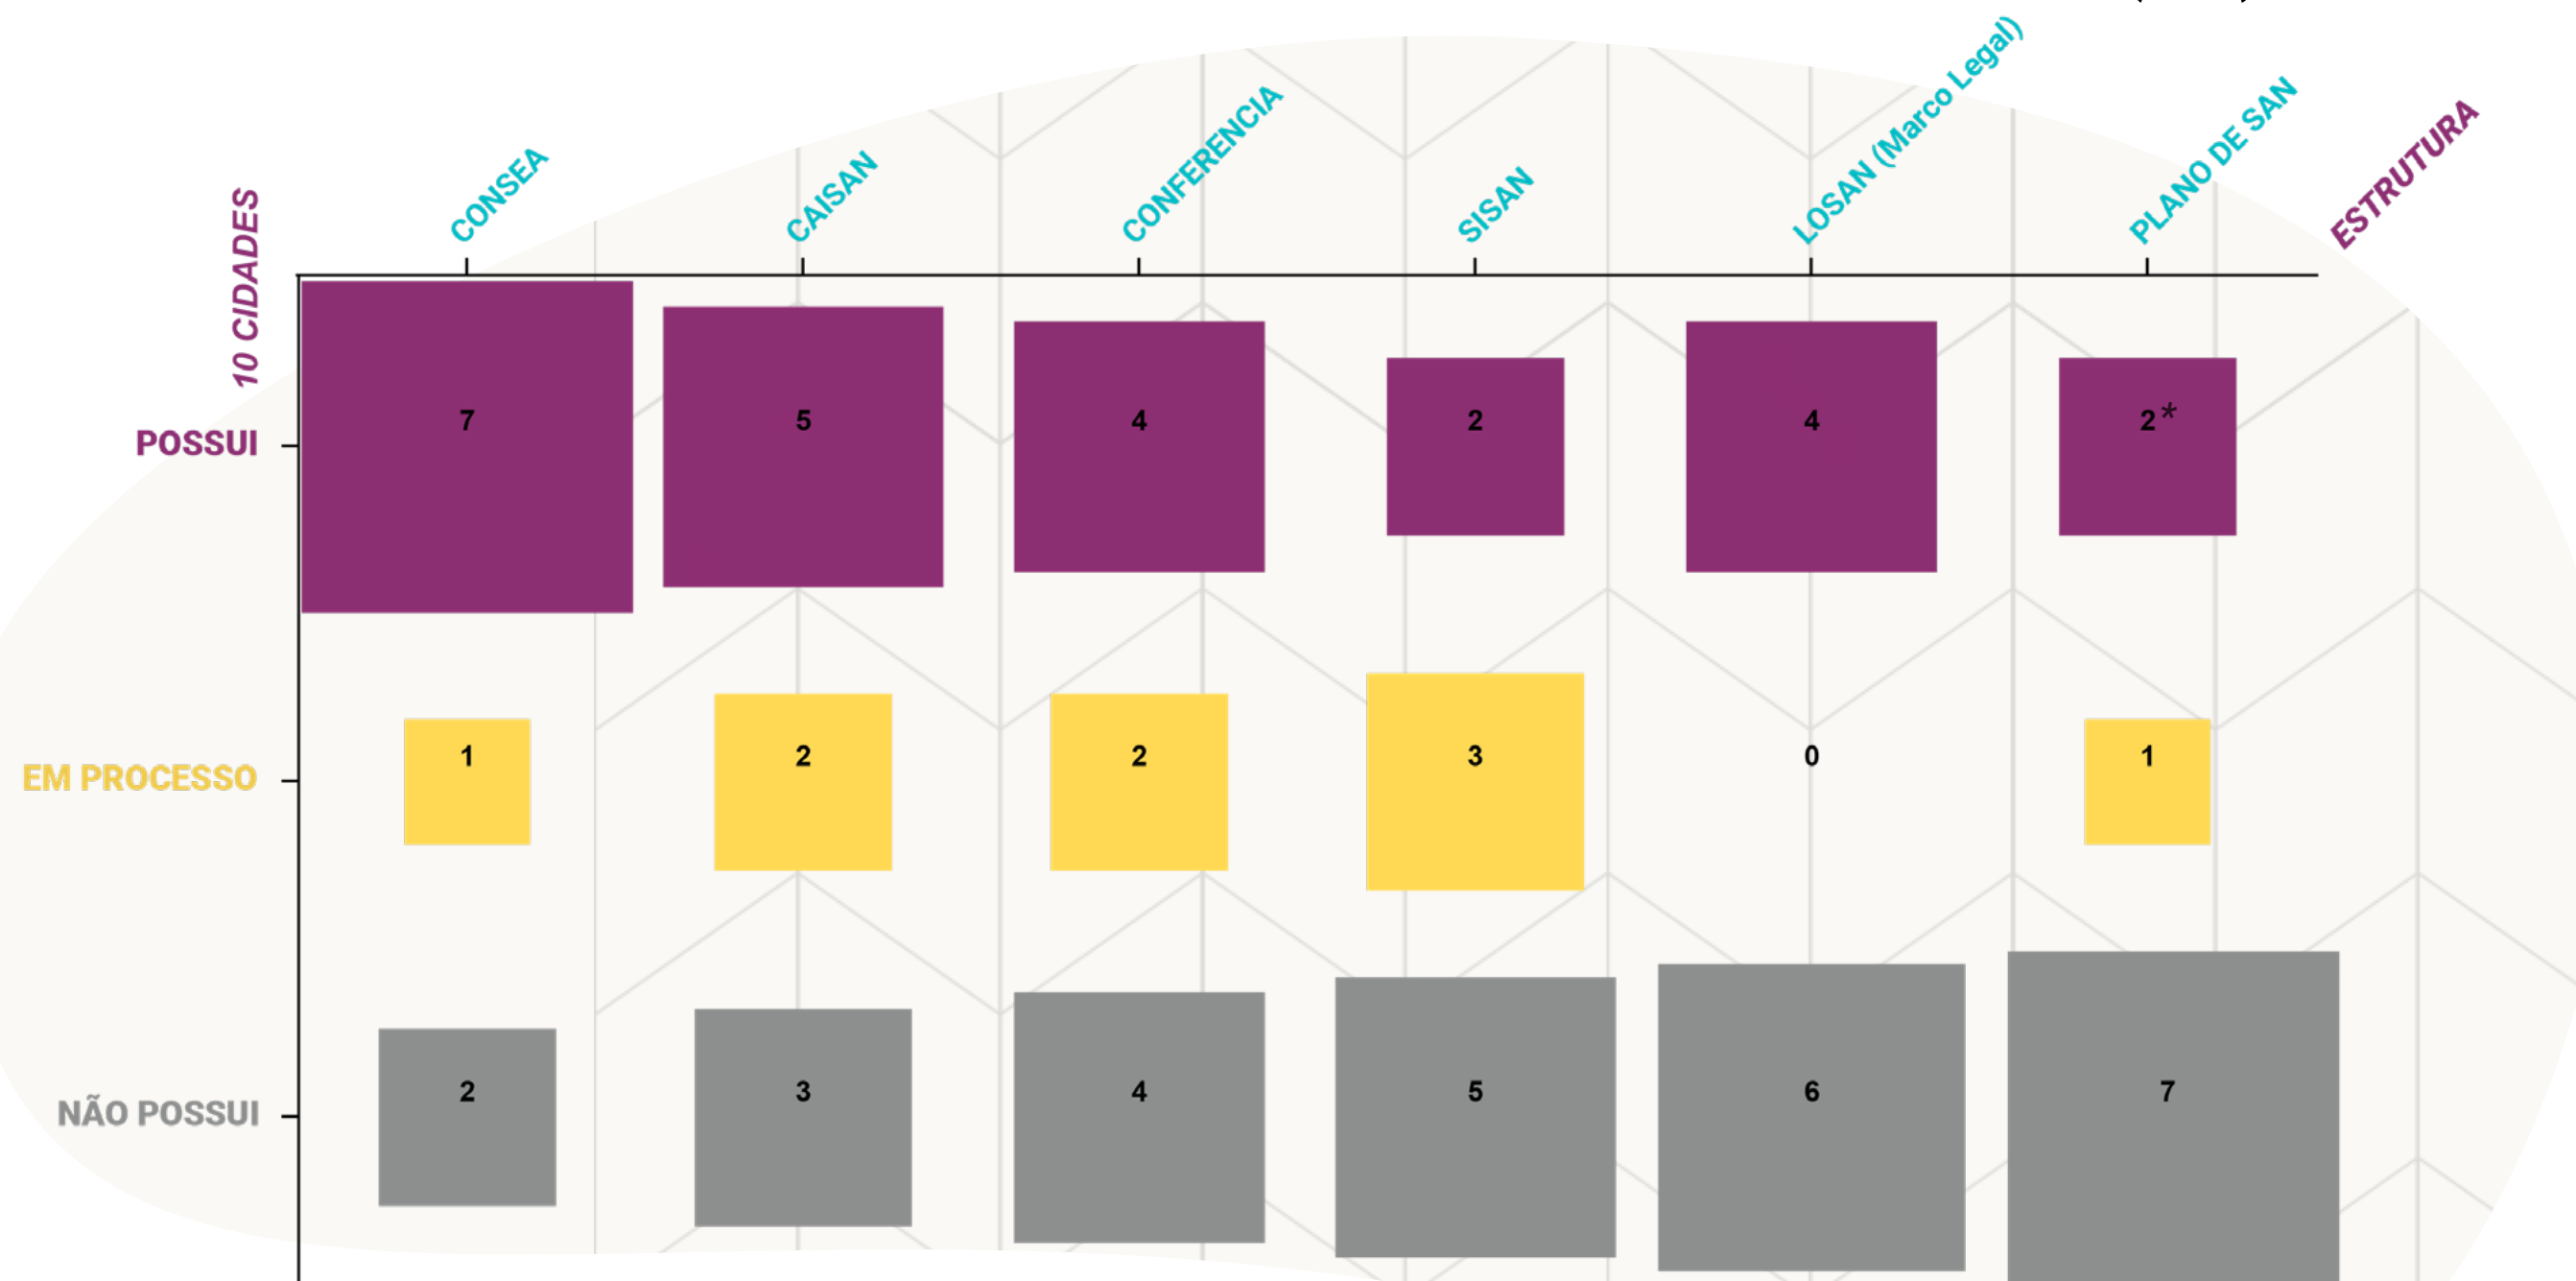 10 CIDADES
CONSEA
CAISAN
CONFERENCIA
SISAN
LOSAN (Marco Legal)
PLANO DE SAN
ESTRUTURA
POSSUI
7 5 4 2 4 2*
EM PROCESSO
1 2 2 3 0 1
NÃO POSSUI
2 3 4 5 6 7